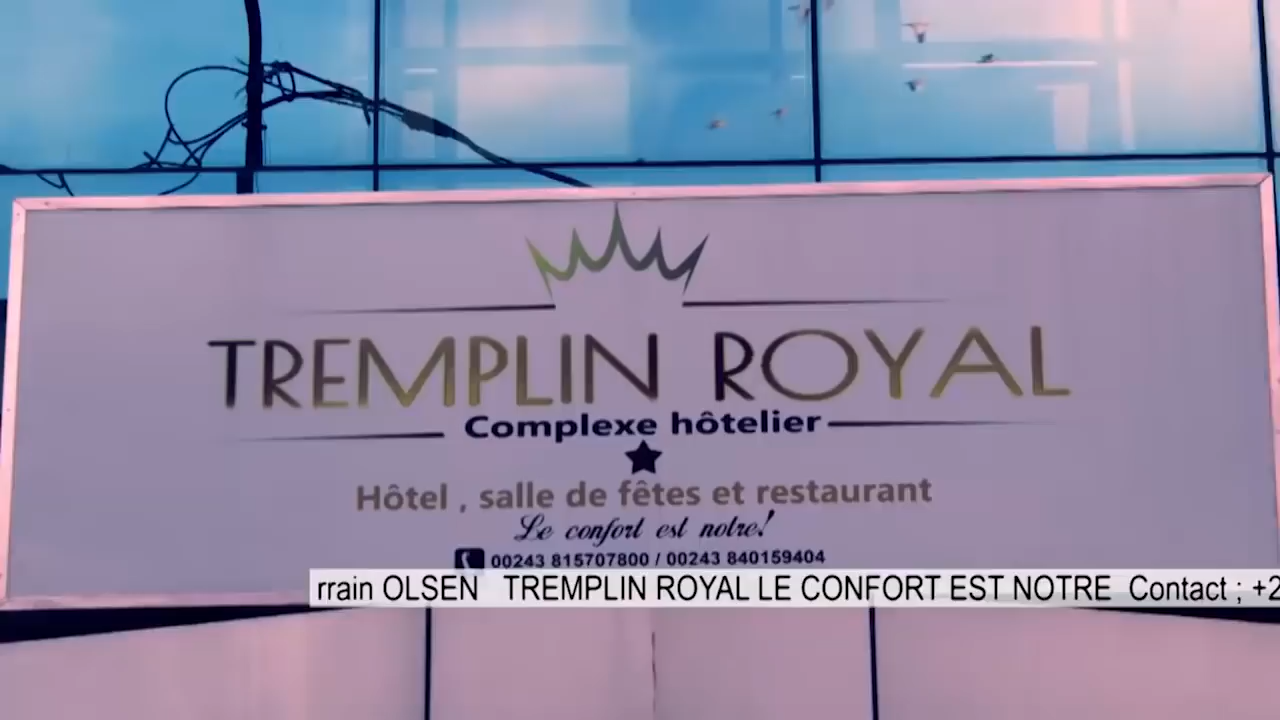 TREMPLIN ROYAL
Complexe hôtelier
Hôtel , salle de fêtes et restaurant
Le confort est notre!
00243 815707800 / 00243 840159404
rrain OLSEN TREMPLIN ROYAL LE CONFORT EST NOTRE Contact ; +2